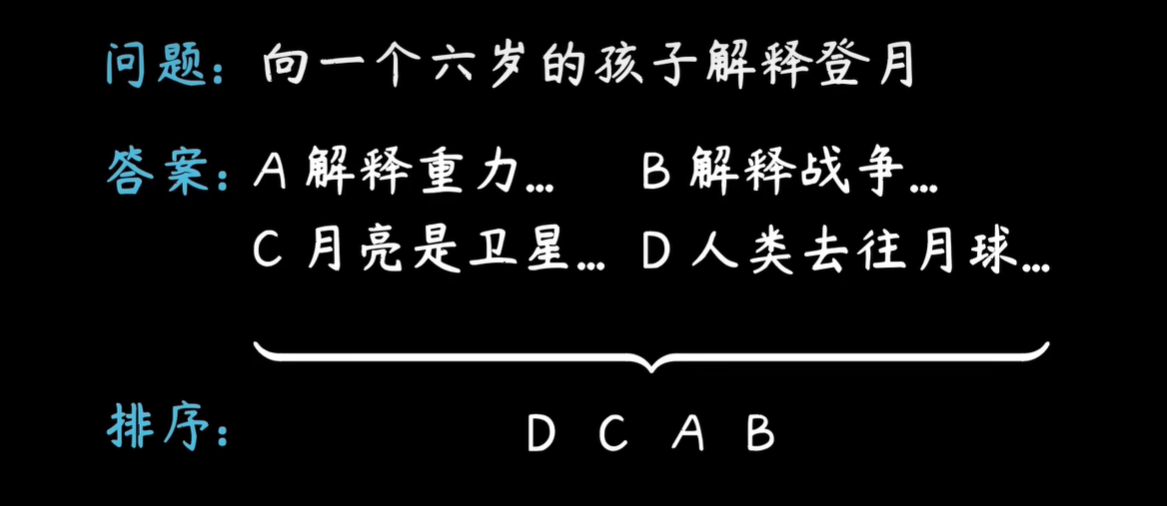 问题：向一个六岁的孩子解释登月
答案：A 解释重力... B 解释战争...
C 月亮是卫星... D 人类去往月球...
排序：D C A B